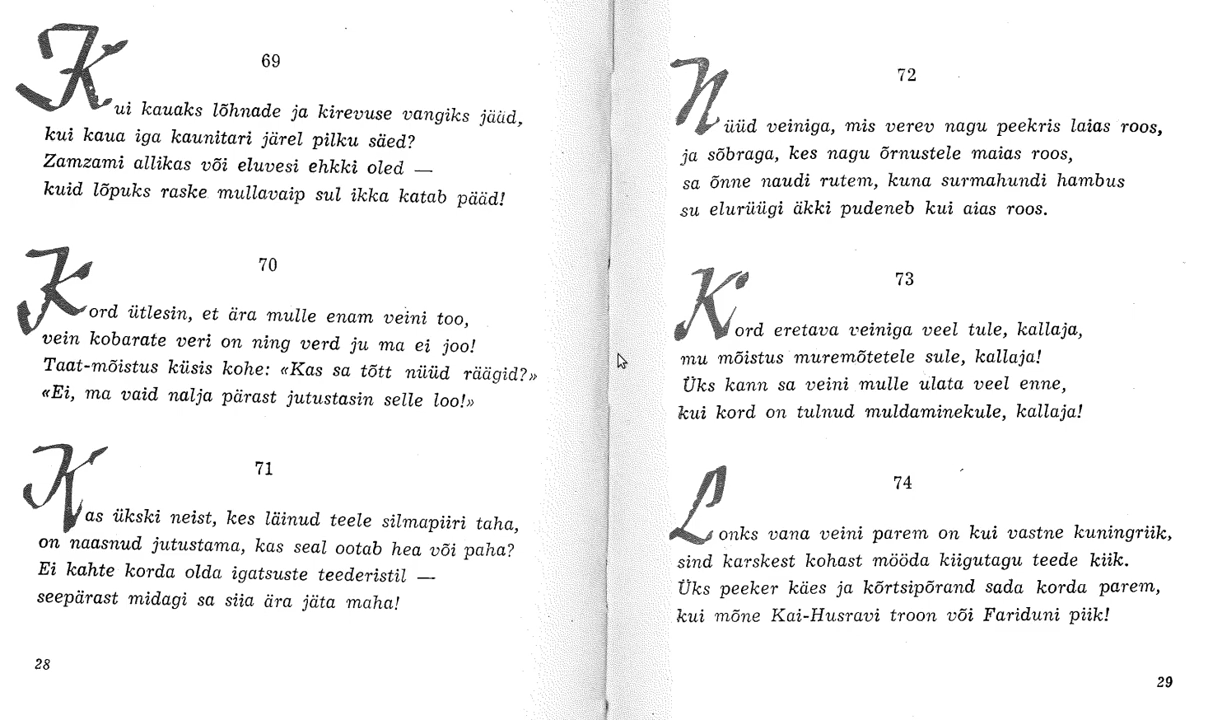 69
Kui kauaks lõhnade ja kirevuse vangiks jääd,
kui kaua iga kaunitari järel pilku säed?
Zamzami allikas või eluvesi ehkki oled —
kuid lõpuks raske mullavaip sul ikka katab pääd!
70
Kord ütlesin, et ära mulle enam veini too,
vein kobarate veri on ning verd ju ma ei joo!
Taat-mõistus küsis kohe: «Kas sa tõtt nüüd räägid?»
«Ei, ma vaid nalja pärast jutustasin selle loo!»
71
Kas ükski neist, kes läinud teele silmapiiri taha,
on naasnud jutustama, kas seal ootab hea või paha?
Ei kahte korda olda igatsuste teederistil —
seepärast midagi sa siia ära jäta maha!
28
72
Nüüd veiniga, mis verev nagu peekris laias roos,
ja sõbraga, kes nagu õrnustele maias roos,
sa õnne naudi rutem, kuna surmahundi hambus
su elurüügi äkki pudeneb kui aias roos.
73
Kord eretava veiniga veel tule, kallaja,
mu mõistus muremõtetele sule, kallaja!
Üks kann sa veini mulle ulata veel enne,
kui kord on tulnud muldaminekule, kallaja!
74
Lonks vana veini parem on kui vastne kuningriik,
sind karskest kohast mööda kiigutagu teede kiik.
Üks peeker käes ja kõrtsipõrand sada korda parem,
kui mõne Kai-Husravi troon või Fariduni piik!
29